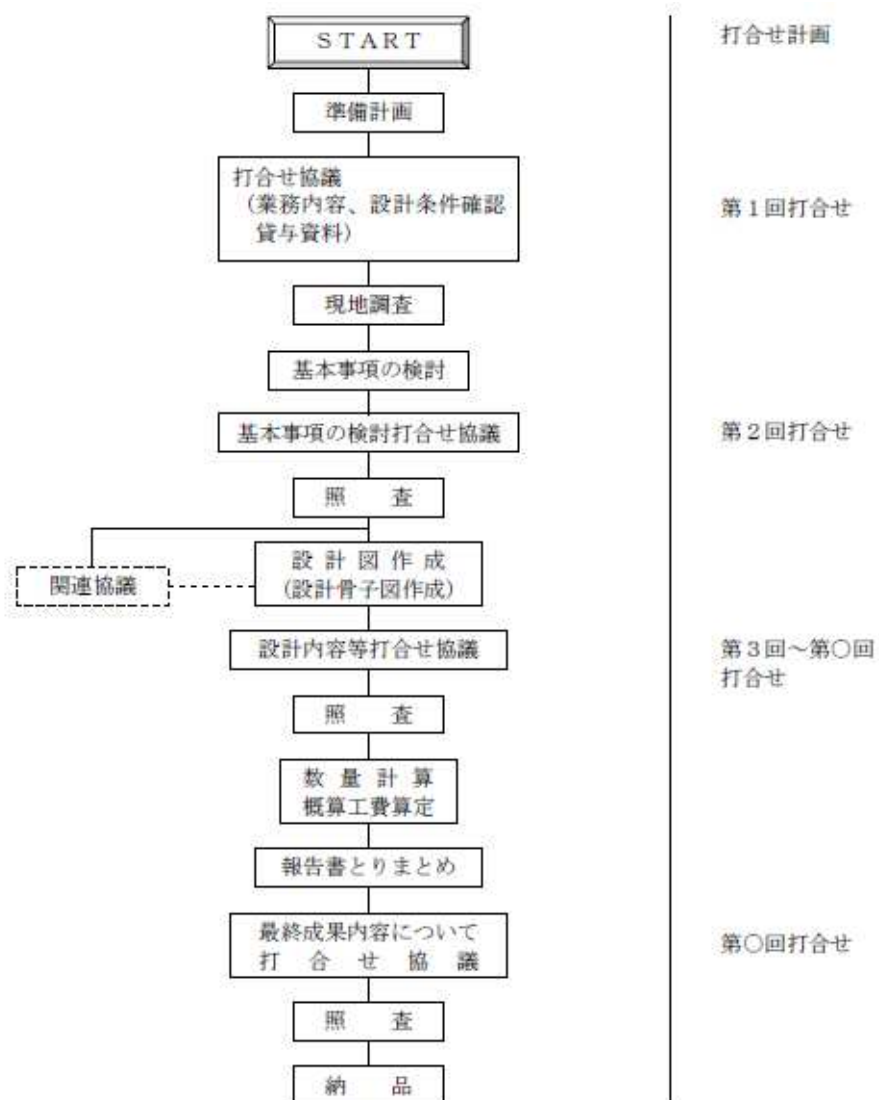 START
打合せ計画
準備計画
打合せ協議
(業務内容、設計条件確認
貸与資料)
第1回打合せ
現地調査
基本事項の検討
基本事項の検討打合せ協議
第2回打合せ
照 査
設計図作成
(設計骨子図作成)
関連協議
設計内容等打合せ協議
第3回~第○回
打合せ
照 査
数量計算
概算工費算定
報告書とりまとめ
最終成果内容について
打合せ協議
第○回打合せ
照 査
納 品